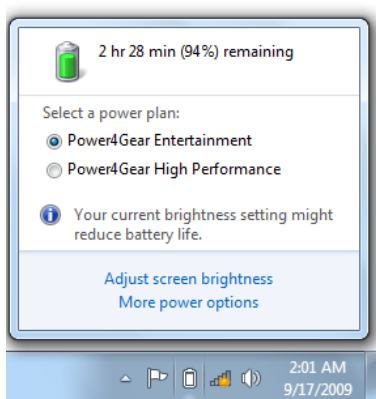 2 hr 28 min (94%) remaining
Select a power plan:
Power4Gear Entertainment
Power4Gear High Performance
Your current brightness setting might
reduce battery life.
Adjust screen brightness
More power options
2:01 AM
9/17/2009